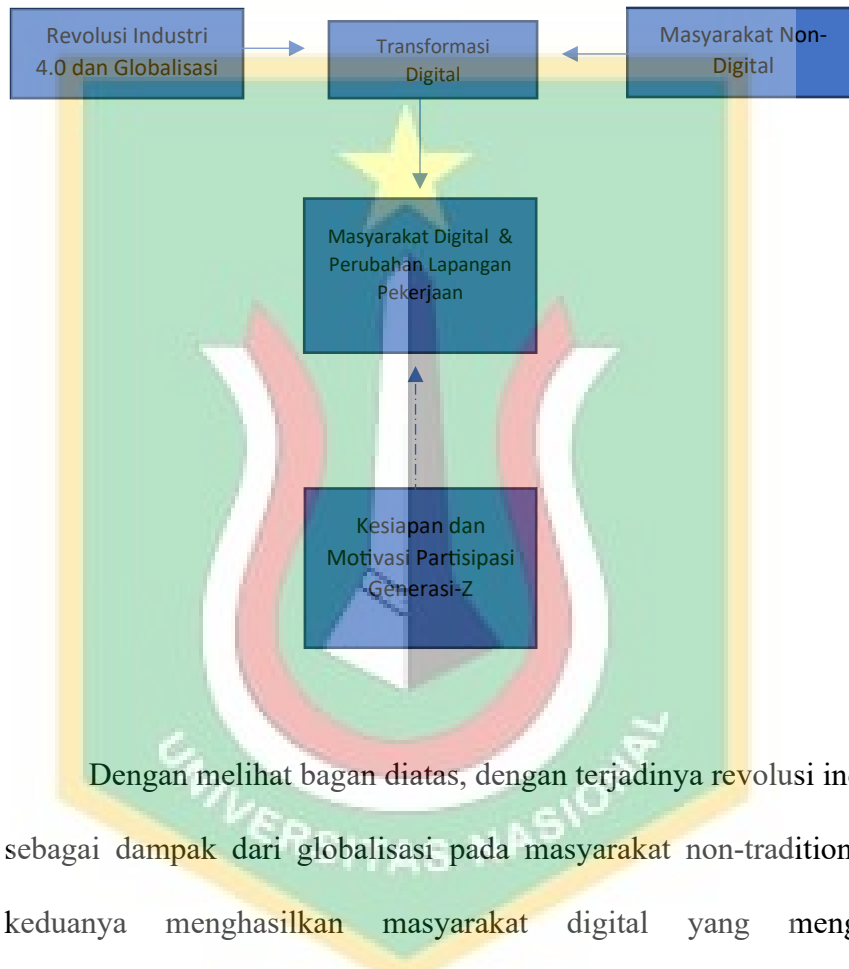 Revolusi Industri
4.0 dan Globalisasi
Transformasi
Digital
Masyarakat Non-
Digital
Masyarakat Digital &
Perubahan Lapangan
Pekerjaan
Kesiapan dan
Motivasi Partisipasi
Generasi-Z
UNIVERSITAS NASIONAL
Dengan melihat bagan diatas, dengan terjadinya revolusi in
sebagai dampak dari globalisasi pada masyarakat non-tradition
keduanya menghasilkan masyarakat digital yang meng